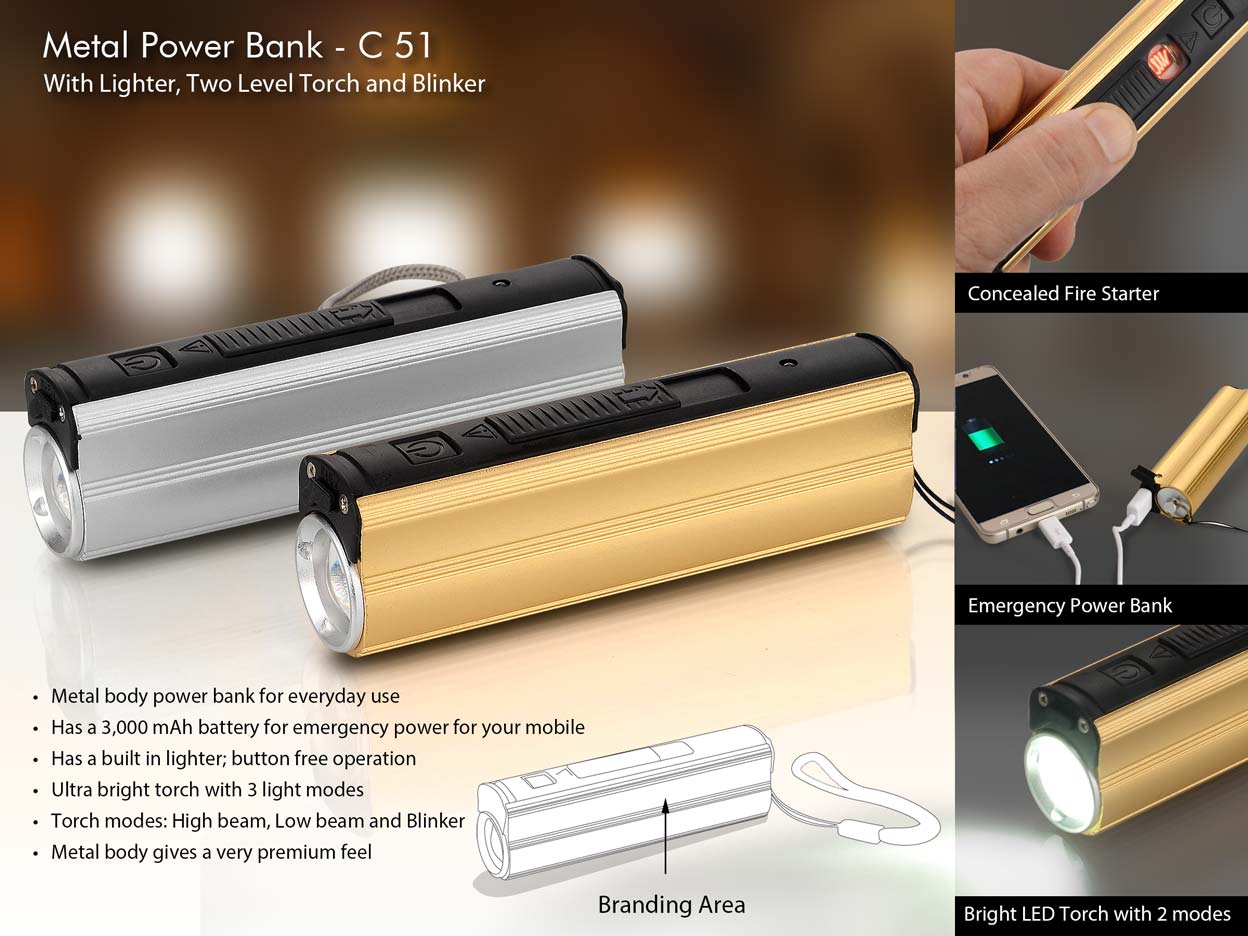 Metal Power Bank - C 51
With Lighter, Two Level Torch and Blinker
Concealed Fire Starter
Emergency Power Bank
• Metal body power bank for everyday use
• Has a 3,000 mAh battery for emergency power for your mobile
• Has a built in lighter; button free operation
• Ultra bright torch with 3 light modes
• Torch modes: High beam, Low beam and Blinker
• Metal body gives a very premium feel
Branding Area
Bright LED Torch with 2 modes